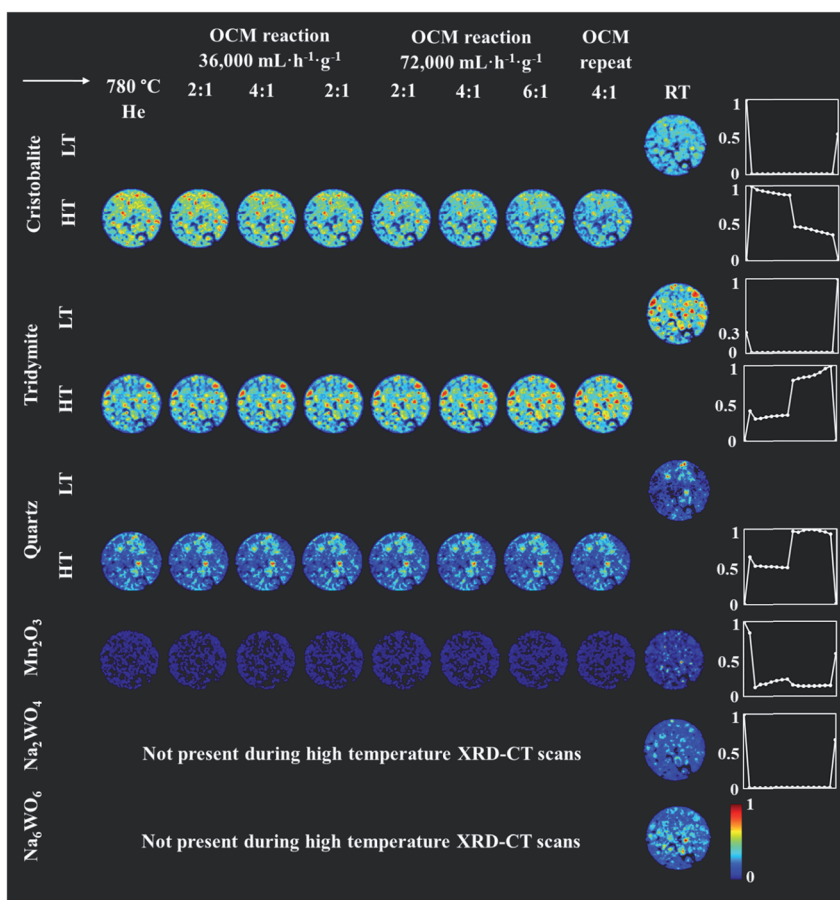 OCM reaction
36,000 mL·h⁻¹·g⁻¹
OCM reaction
72,000 mL·h⁻¹·g⁻¹
OCM
repeat
780 °C
He
2:1
4:1
2:1
2:1
4:1
6:1
4:1
RT
Cristobalite
LT
1
0.5
0
HT
1
0.5
0
Tridymite
LT
1
0.3
0
HT
1
0.5
0
Quartz
LT
HT
1
0.5
0
Mn₂O₃
1
0.5
0
Na₂WO₄
Not present during high temperature XRD-CT scans
1
0.5
0
Na₆WO₆
Not present during high temperature XRD-CT scans
1
0